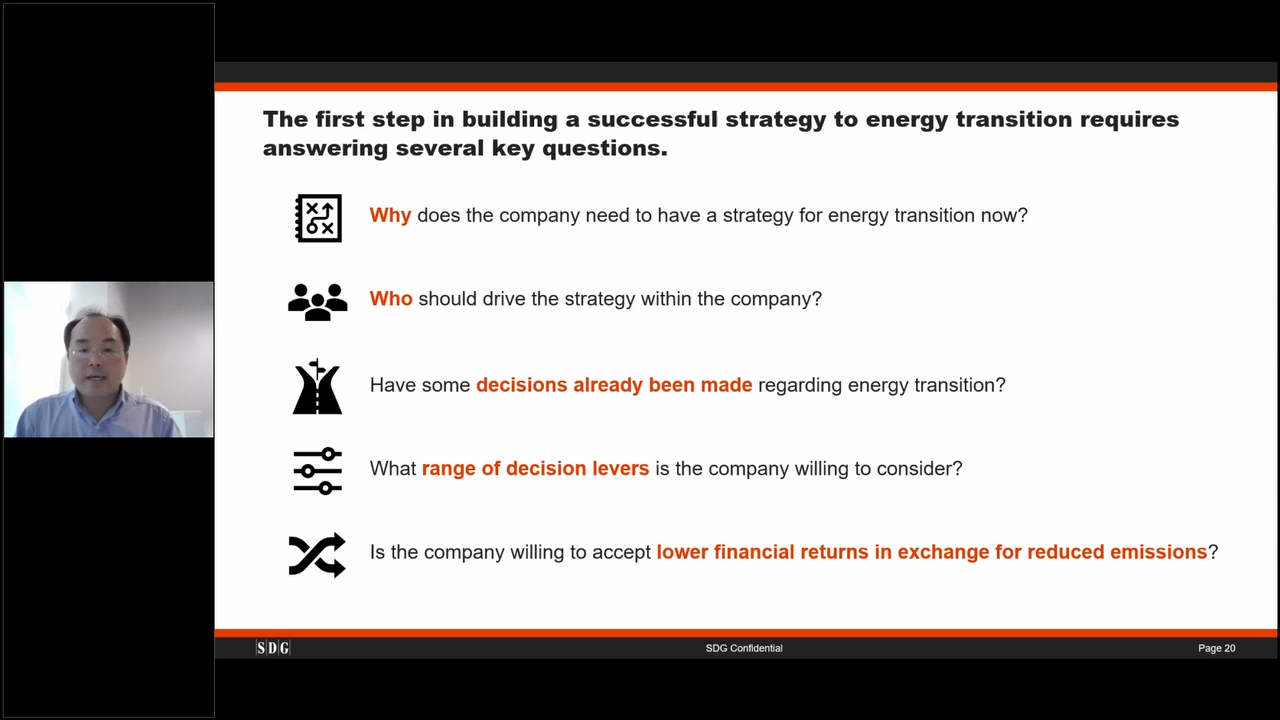 The first step in building a successful strategy to energy transition requires
answering several key questions.
Why does the company need to have a strategy for energy transition now?
Who should drive the strategy within the company?
Have some decisions already been made regarding energy transition?
What range of decision levers is the company willing to consider?
Is the company willing to accept lower financial returns in exchange for reduced emissions?
SDG
SDG Confidential
Page 20